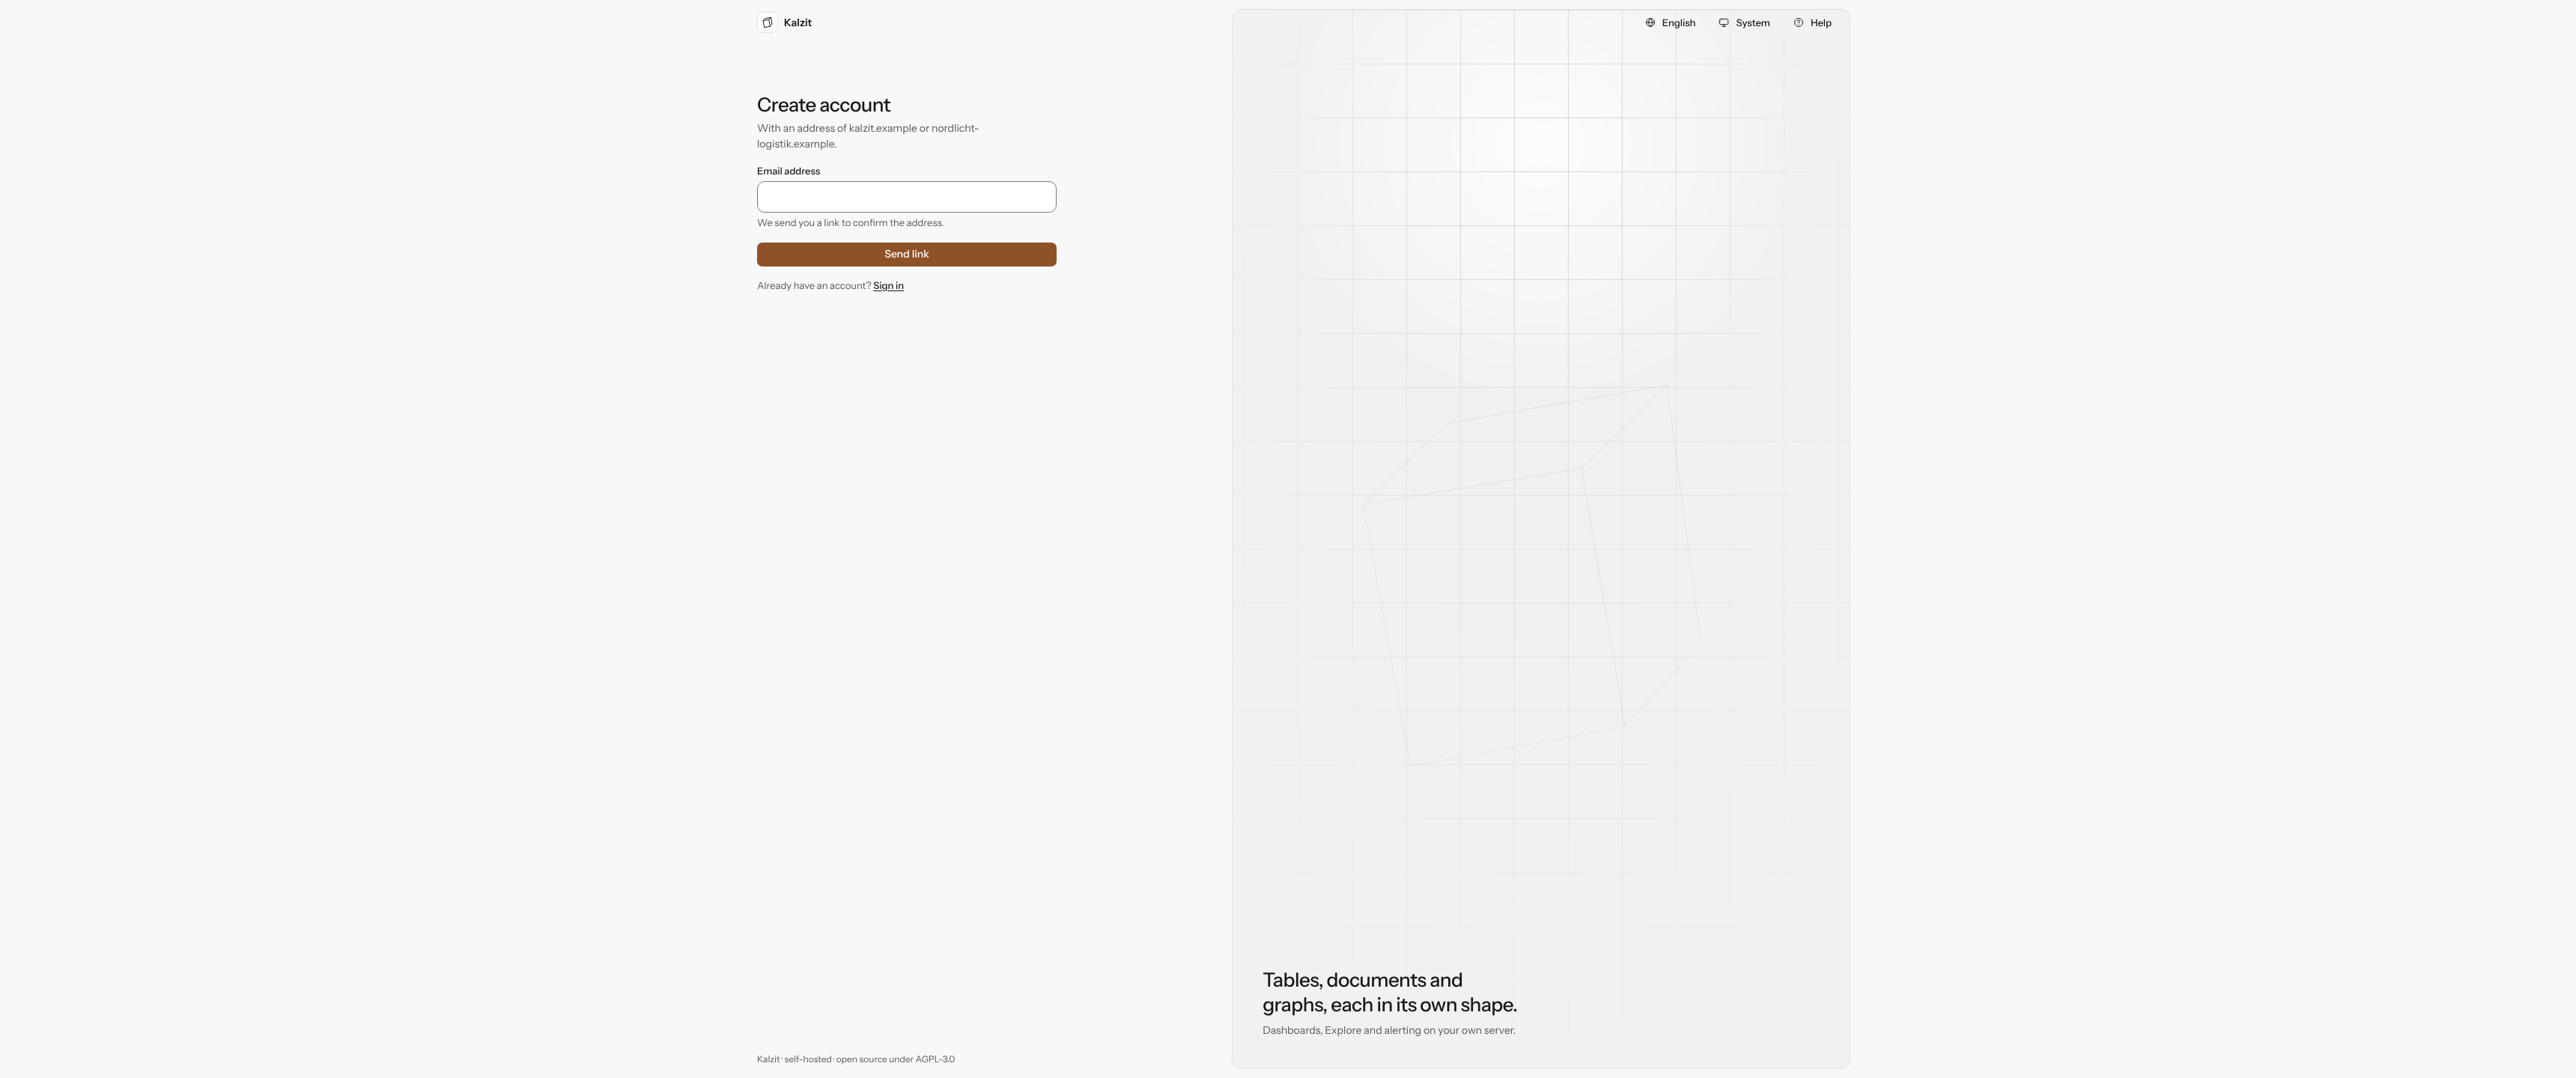 Kalzit
English
System
Help
Create account
With an address of kalzit.example or nordlicht-
logistik.example.
Email address
We send you a link to confirm the address.
Send link
Already have an account? Sign in
Tables, documents and
graphs, each in its own shape.
Dashboards, Explore and alerting on your own server.
Kalzit · self-hosted · open source under AGPL-3.0